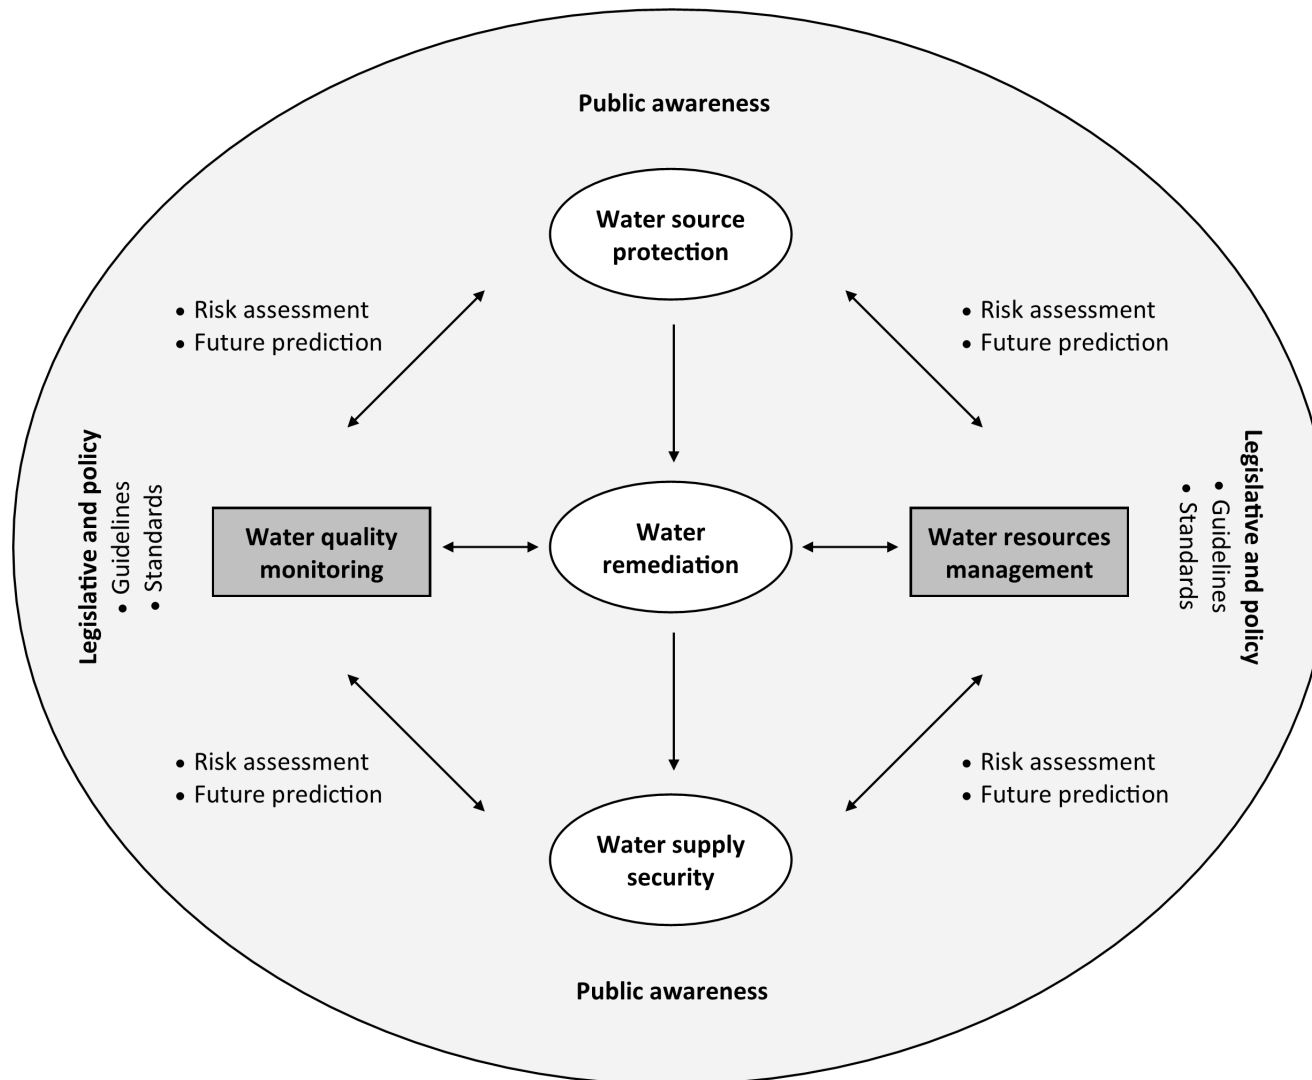 Public awareness
Water source
protection
• Risk assessment
• Future prediction
• Risk assessment
• Future prediction
Legislative and policy
• Guidelines
• Standards
Water quality
monitoring
Water
remediation
Water resources
management
Legislative and policy
• Guidelines
• Standards
• Risk assessment
• Future prediction
• Risk assessment
• Future prediction
Water supply
security
Public awareness